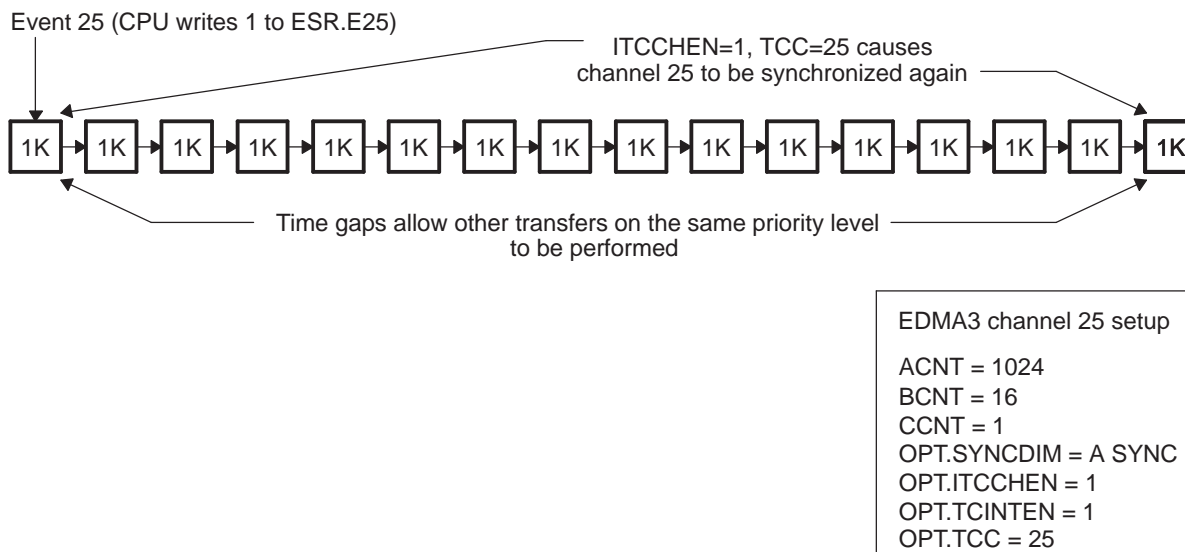 Event 25 (CPU writes 1 to ESR.E25)
ITCCHEN=1, TCC=25 causes
channel 25 to be synchronized again
1K 1K 1K 1K 1K 1K 1K 1K 1K 1K 1K 1K 1K 1K 1K 1K
Time gaps allow other transfers on the same priority level
to be performed
EDMA3 channel 25 setup
ACNT = 1024
BCNT = 16
CCNT = 1
OPT.SYNCDIM = A SYNC
OPT.ITCCHEN = 1
OPT.TCINTEN = 1
OPT.TCC = 25